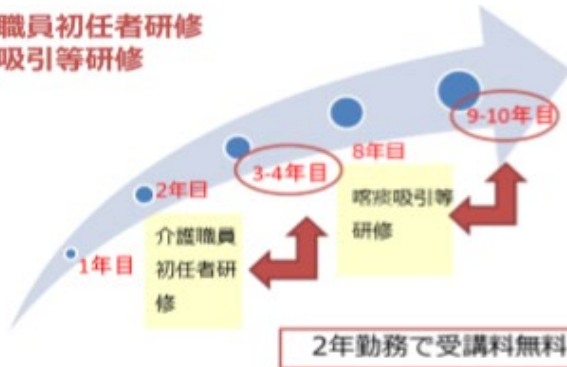 職員初任者研修
吸引等研修
9-10年目
8年目
3-4年目
2年目
1年目
喀痰吸引等
研修
介護職員
初任者研
修
2年勤務で受講料無料